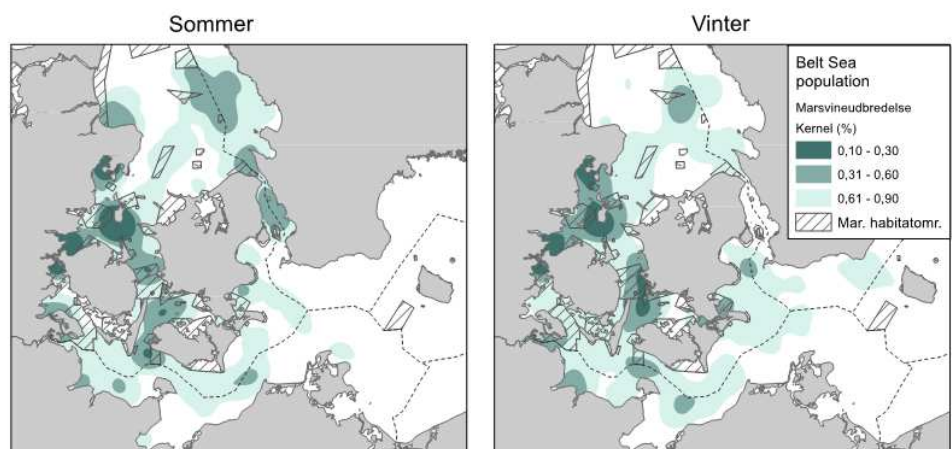 Sommer
Vinter
Belt Sea
population
Marsvineudbredelse
Kernel (%)
0,10 - 0,30
0,31 - 0,60
0,61 - 0,90
Mar. habitatomr.